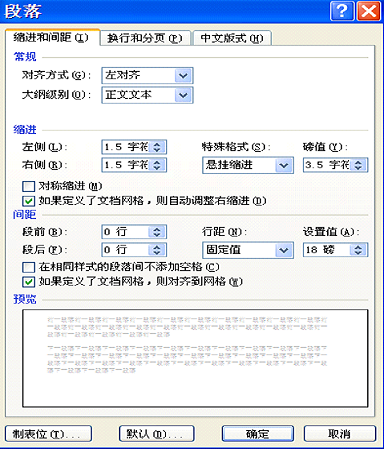 段落
缩进和间距(I) 换行和分页(P) 中文版式(H)
常规
对齐方式(G): 左对齐
大纲级别(O): 正文文本
缩进
左侧(L): 1.5 字符 特殊格式(S): 磅值(Y):
右侧(R): 1.5 字符 悬挂缩进 3.5 字符
对称缩进(M)
如果定义了文档网格，则自动调整右缩进(D)
间距
段前(B): 0 行 行距(N): 设置值(A):
段后(F): 0 行 固定值 18 磅
在相同样式的段落间不添加空格(C)
如果定义了文档网格，则对齐到网格(W)
预览
制表位(T)... 默认(D)... 确定 取消